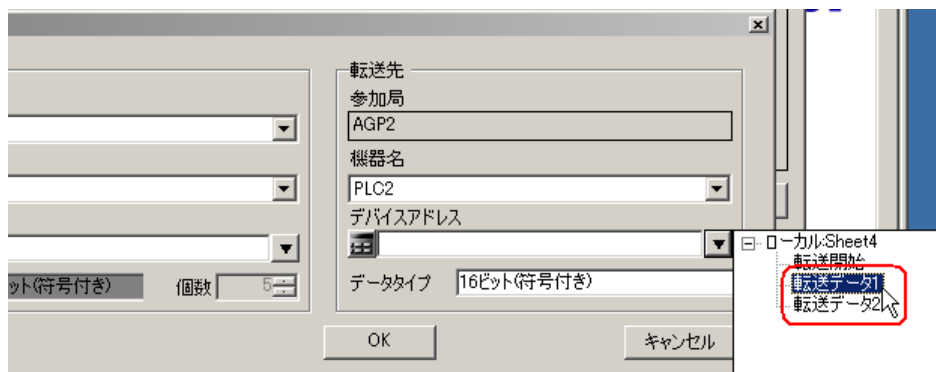 転送先
参加局
AGP2
機器名
PLC2
デバイスアドレス
ット(符号付き)
個数 5
データタイプ 16ビット(符号付き)
OK
キャンセル
ローカル:Sheet4
転送開始
転送データ1
転送データ2